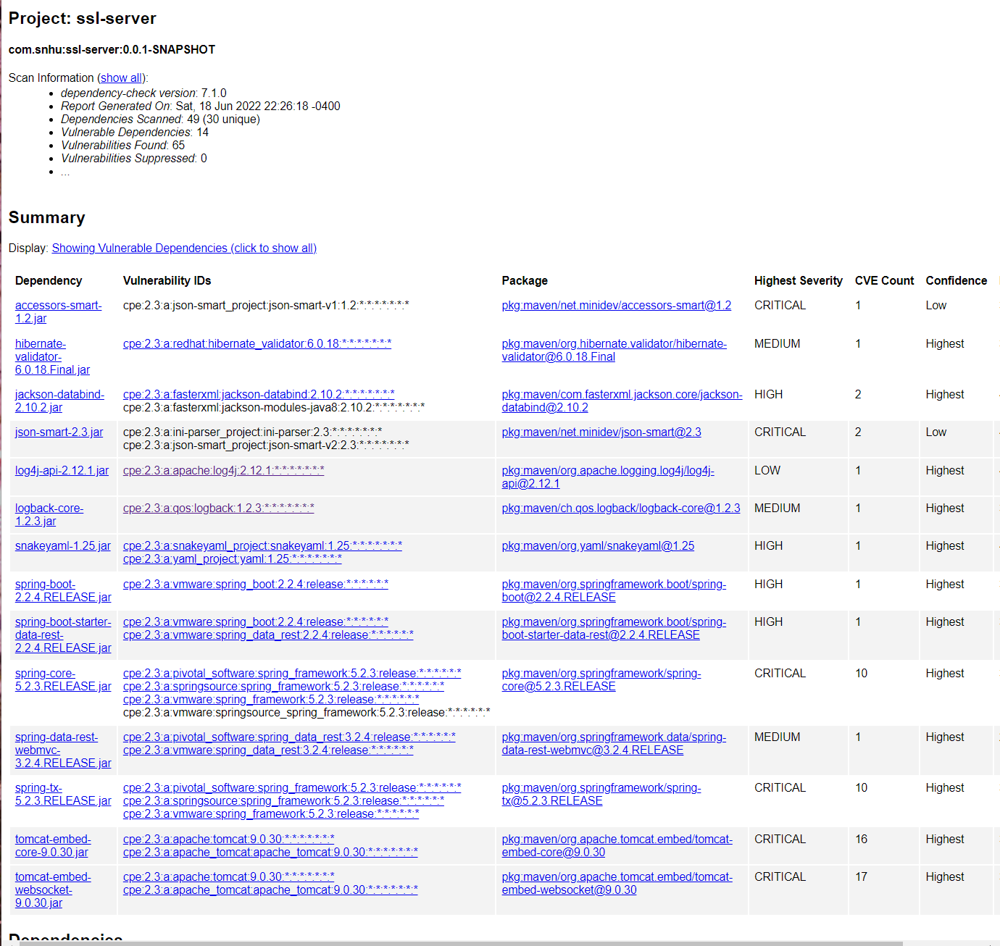 Project: ssl-server
com.snhu:ssl-server:0.0.1-SNAPSHOT
Scan Information (show all):
• dependency-check version: 7.1.0
• Report Generated On: Sat, 18 Jun 2022 22:26:18 -0400
• Dependencies Scanned: 49 (30 unique)
• Vulnerable Dependencies: 14
• Vulnerabilities Found: 65
• Vulnerabilities Suppressed: 0
• ...
Summary
Display: Showing Vulnerable Dependencies (click to show all)
Dependency Vulnerability IDs Package Highest Severity CVE Count Confidence
accessors-smart- cpe:2.3:a:json-smart_project:json-smart-v1:1.2:*:*:*:*:*:*:* pkg:maven/net.minidev/accessors-smart@1.2 CRITICAL 1 Low
1.2.jar
hibernate- cpe:2.3:a:redhat:hibernate_validator:6.0.18:*:*:*:*:*:*:* pkg:maven/org.hibernate.validator/hibernate- MEDIUM 1 Highest
validator- validator@6.0.18.Final
6.0.18.Final.jar
jackson-databind- cpe:2.3:a:fasterxml:jackson-databind:2.10.2:*:*:*:*:*:*:* pkg:maven/com.fasterxml.jackson.core/jackson- HIGH 2 Highest
2.10.2.jar cpe:2.3:a:fasterxml:jackson-modules-java8:2.10.2:*:*:*:*:*:*:* databind@2.10.2
json-smart-2.3.jar cpe:2.3:a:ini-parser_project:ini-parser:2.3:*:*:*:*:*:*:* pkg:maven/net.minidev/json-smart@2.3 CRITICAL 2 Low
cpe:2.3:a:json-smart_project:json-smart-v2:2.3:*:*:*:*:*:*:*
log4j-api-2.12.1.jar cpe:2.3:a:apache:log4j:2.12.1:*:*:*:*:*:*:* pkg:maven/org.apache.logging.log4j/log4j- LOW 1 Highest
api@2.12.1
logback-core- cpe:2.3:a:qos:logback:1.2.3:*:*:*:*:*:*:* pkg:maven/ch.qos.logback/logback-core@1.2.3 MEDIUM 1 Highest
1.2.3.jar
snakeyaml-1.25.jar cpe:2.3:a:snakeyaml_project:snakeyaml:1.25:*:*:*:*:*:*:* pkg:maven/org.yaml/snakeyaml@1.25 HIGH 1 Highest
cpe:2.3:a:yaml_project:yaml:1.25:*:*:*:*:*:*:*
spring-boot- cpe:2.3:a:vmware:spring_boot:2.2.4:release:*:*:*:*:*:* pkg:maven/org.springframework.boot/spring- HIGH 1 Highest
2.2.4.RELEASE.jar boot@2.2.4.RELEASE
spring-boot-starter- cpe:2.3:a:vmware:spring_boot:2.2.4:release:*:*:*:*:*:* pkg:maven/org.springframework.boot/spring- HIGH 1 Highest
data-rest- cpe:2.3:a:vmware:spring_data_rest:2.2.4:release:*:*:*:*:*:* boot-starter-data-rest@2.2.4.RELEASE
2.2.4.RELEASE.jar
spring-core- cpe:2.3:a:pivotal_software:spring_framework:5.2.3:release:*:*:*:*:*:* pkg:maven/org.springframework/spring- CRITICAL 10 Highest
5.2.3.RELEASE.jar cpe:2.3:a:springsource:spring_framework:5.2.3:release:*:*:*:*:*:* core@5.2.3.RELEASE
cpe:2.3:a:vmware:spring_framework:5.2.3:release:*:*:*:*:*:*
cpe:2.3:a:vmware:springsource_spring_framework:5.2.3:release:*:*:*:*:*:*
spring-data-rest- cpe:2.3:a:pivotal_software:spring_data_rest:3.2.4:release:*:*:*:*:*:* pkg:maven/org.springframework.data/spring- MEDIUM 1 Highest
webmvc- cpe:2.3:a:vmware:spring_data_rest:3.2.4:release:*:*:*:*:*:* data-rest-webmvc@3.2.4.RELEASE
3.2.4.RELEASE.jar
spring-tx- cpe:2.3:a:pivotal_software:spring_framework:5.2.3:release:*:*:*:*:*:* pkg:maven/org.springframework/spring- CRITICAL 10 Highest
5.2.3.RELEASE.jar cpe:2.3:a:springsource:spring_framework:5.2.3:release:*:*:*:*:*:* tx@5.2.3.RELEASE
cpe:2.3:a:vmware:spring_framework:5.2.3:release:*:*:*:*:*:*
tomcat-embed- cpe:2.3:a:apache:tomcat:9.0.30:*:*:*:*:*:*:* pkg:maven/org.apache.tomcat.embed/tomcat- CRITICAL 16 Highest
core-9.0.30.jar cpe:2.3:a:apache_tomcat:apache_tomcat:9.0.30:*:*:*:*:*:*:* embed-core@9.0.30
tomcat-embed- cpe:2.3:a:apache:tomcat:9.0.30:*:*:*:*:*:*:* pkg:maven/org.apache.tomcat.embed/tomcat- CRITICAL 17 Highest
websocket- cpe:2.3:a:apache_tomcat:apache_tomcat:9.0.30:*:*:*:*:*:*:* embed-websocket@9.0.30
9.0.30.jar
Dependencies